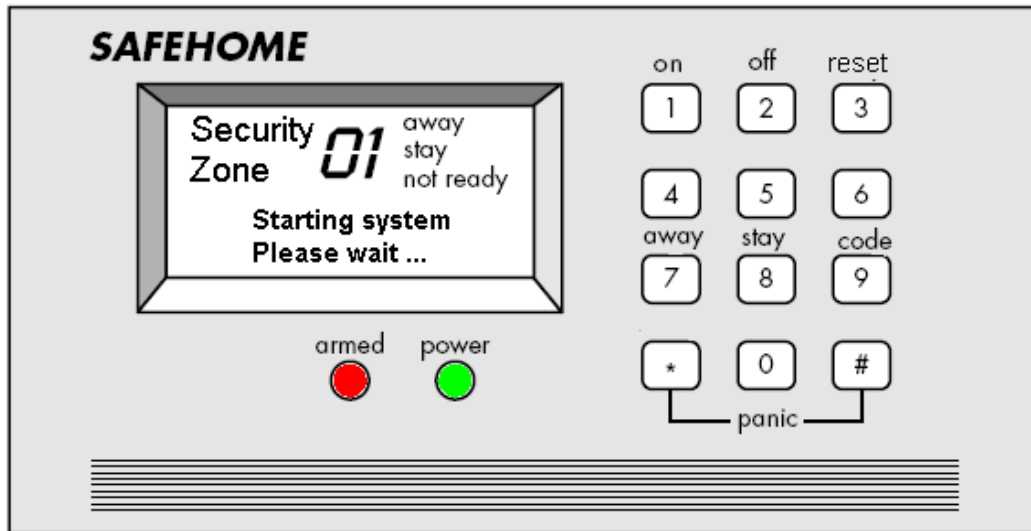 SAFEHOME
Security Zone 01
away
stay
not ready
Starting system
Please wait ...
armed power
on off reset
1 2 3
4 5 6
away stay code
7 8 9
* 0 #
panic